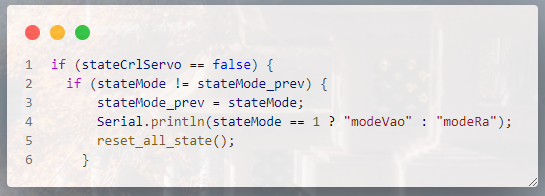 1 if (stateCrlServo == false) {
2   if (stateMode != stateMode_prev) {
3       stateMode_prev = stateMode;
4       Serial.println(stateMode == 1 ? "modeVao" : "modeRa");
5       reset_all_state();
6     }